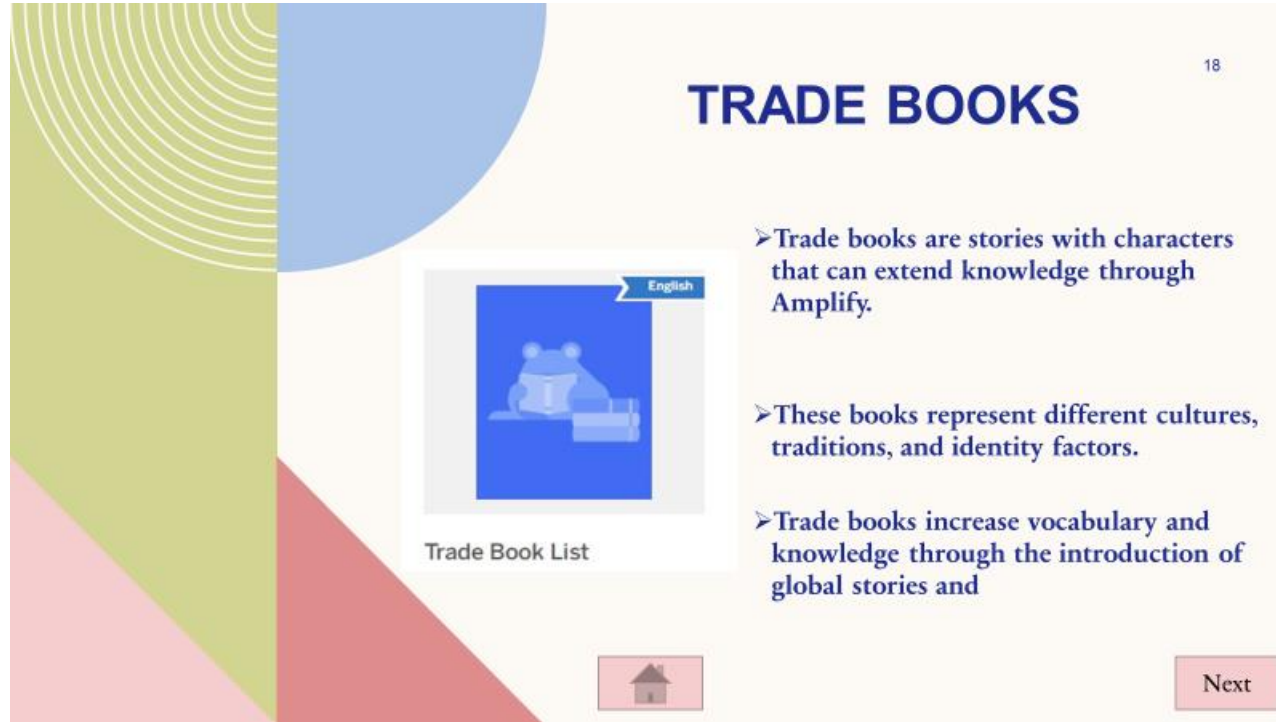 18
TRADE BOOKS
➢Trade books are stories with characters
that can extend knowledge through
Amplify.
➢These books represent different cultures,
traditions, and identity factors.
➢Trade books increase vocabulary and
knowledge through the introduction of
global stories and
English
Trade Book List
Next